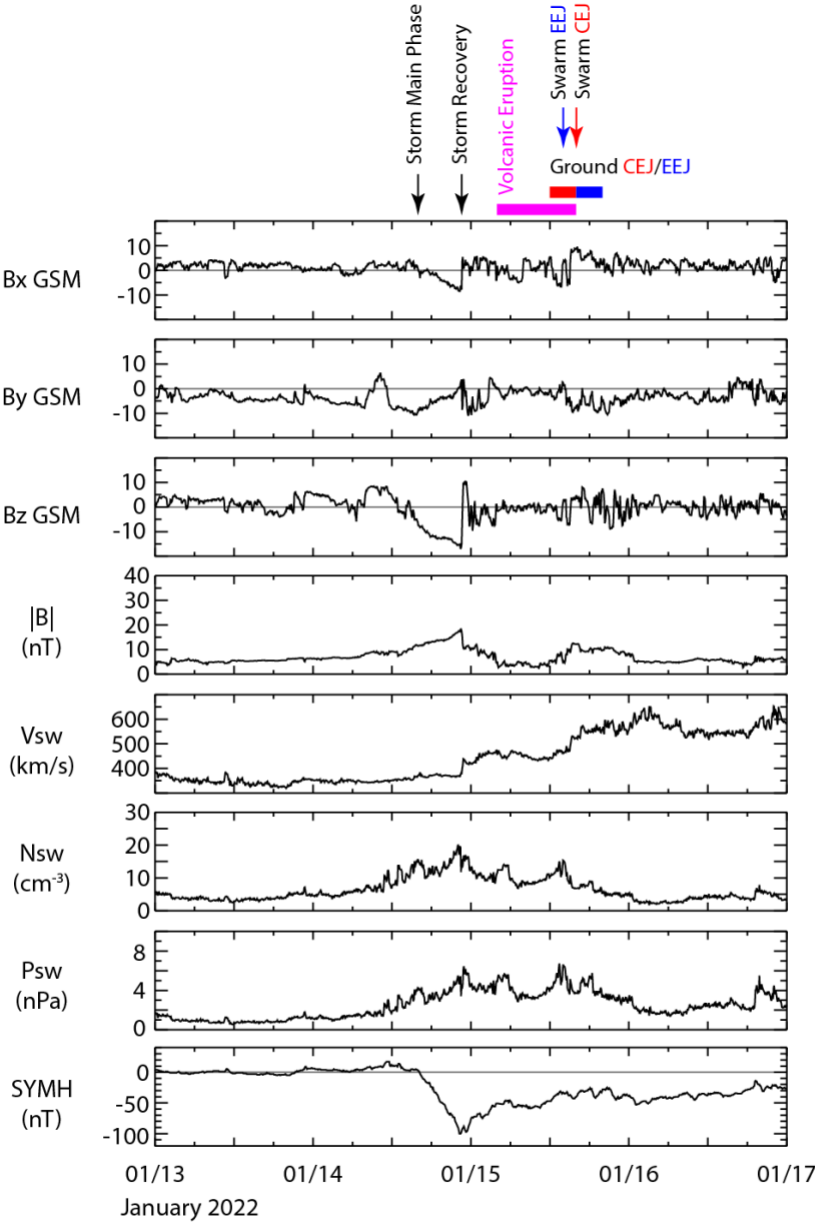 Storm Main Phase
Storm Recovery
Volcanic Eruption
Swarm EEJ
Swarm CEJ
Ground CEJ/EEJ
Bx GSM
10
0
-10
By GSM
10
0
-10
Bz GSM
10
0
-10
|B|
(nT)
40
30
20
10
0
Vsw
(km/s)
600
500
400
Nsw
(cm-3)
30
20
10
0
Psw
(nPa)
8
4
0
SYMH
(nT)
0
-50
-100
01/13 01/14 01/15 01/16 01/17
January 2022